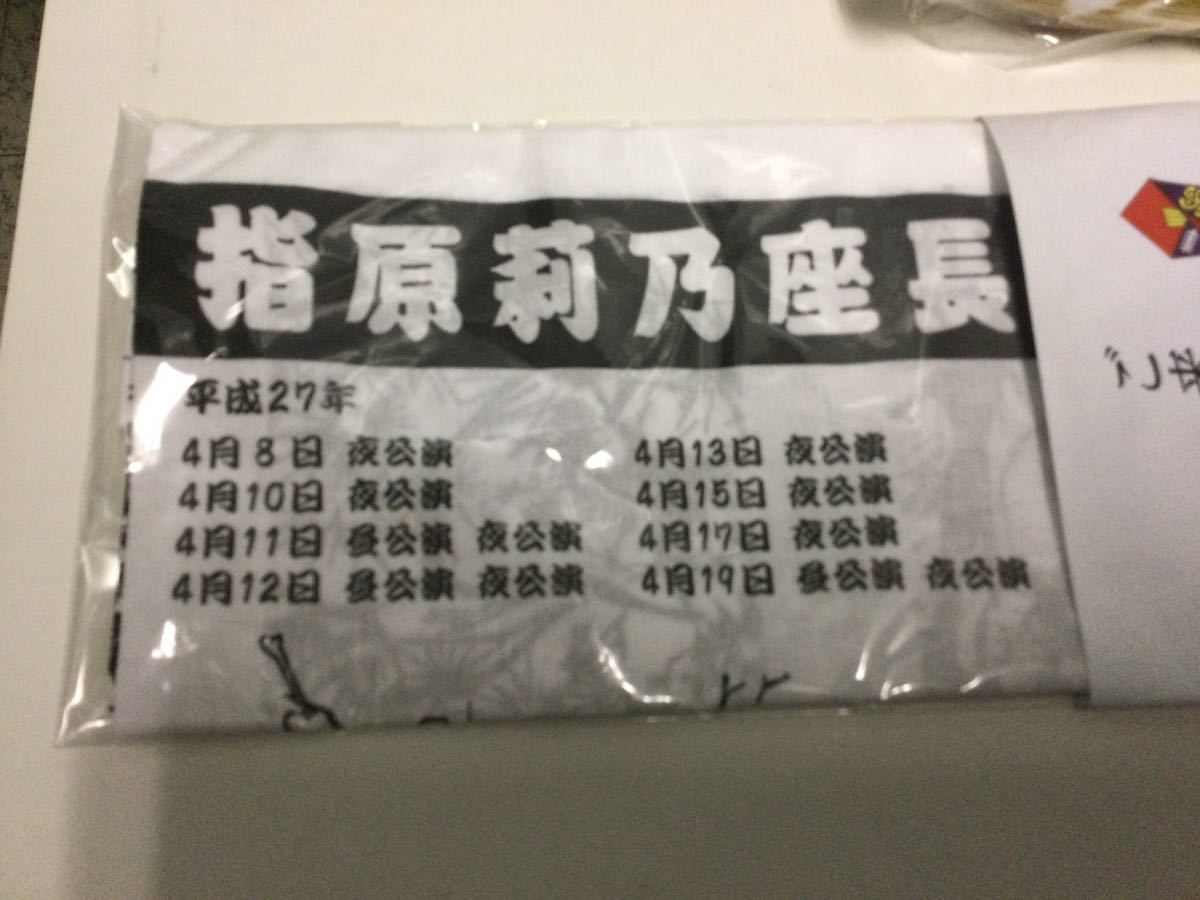 指原莉乃座長
平成27年
4月8日 夜公演
4月10日 夜公演
4月11日 昼公演 夜公演
4月12日 昼公演 夜公演
4月13日 夜公演
4月15日 夜公演
4月17日 夜公演
4月19日 昼公演 夜公演
ご